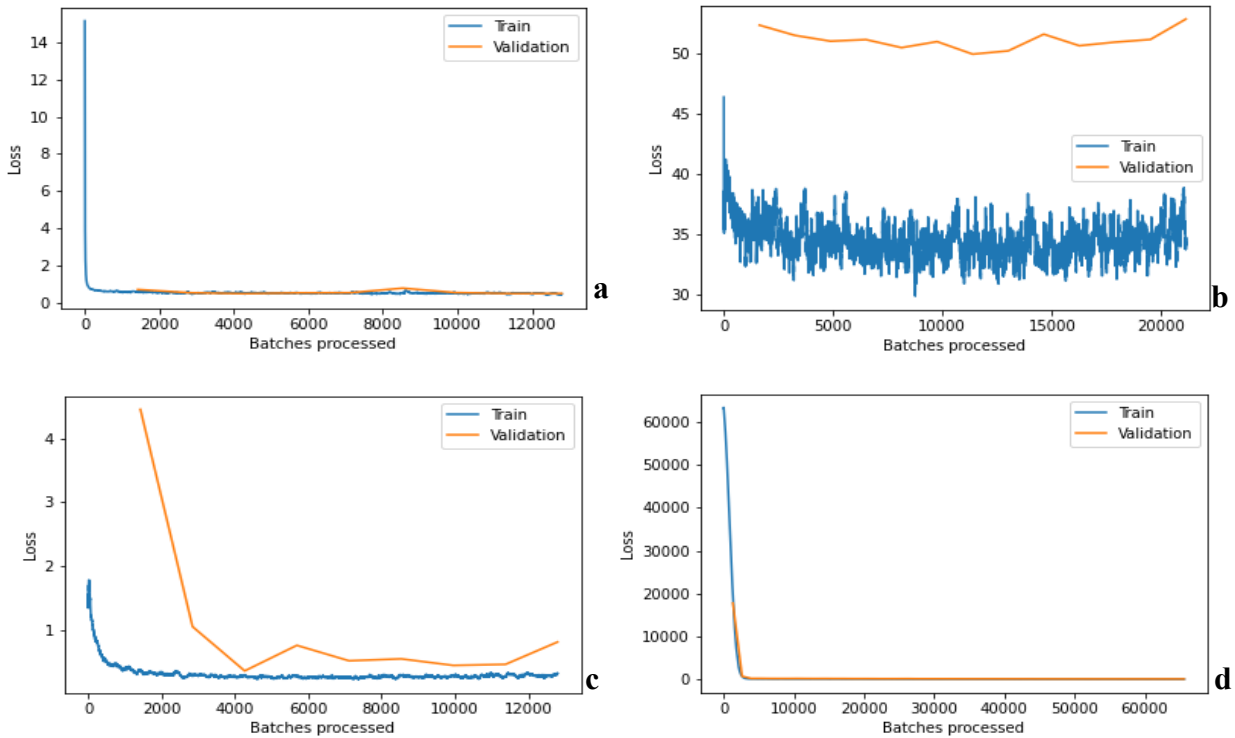 Train
Validation
14
12
10
8
6
4
2
0
Loss
0 2000 4000 6000 8000 10000 12000
Batches processed
a
Train
Validation
50
45
40
35
30
Loss
0 5000 10000 15000 20000
Batches processed
b
Train
Validation
4
3
2
1
Loss
0 2000 4000 6000 8000 10000 12000
Batches processed
c
Train
Validation
60000
50000
40000
30000
20000
10000
0
Loss
0 10000 20000 30000 40000 50000 60000
Batches processed
d